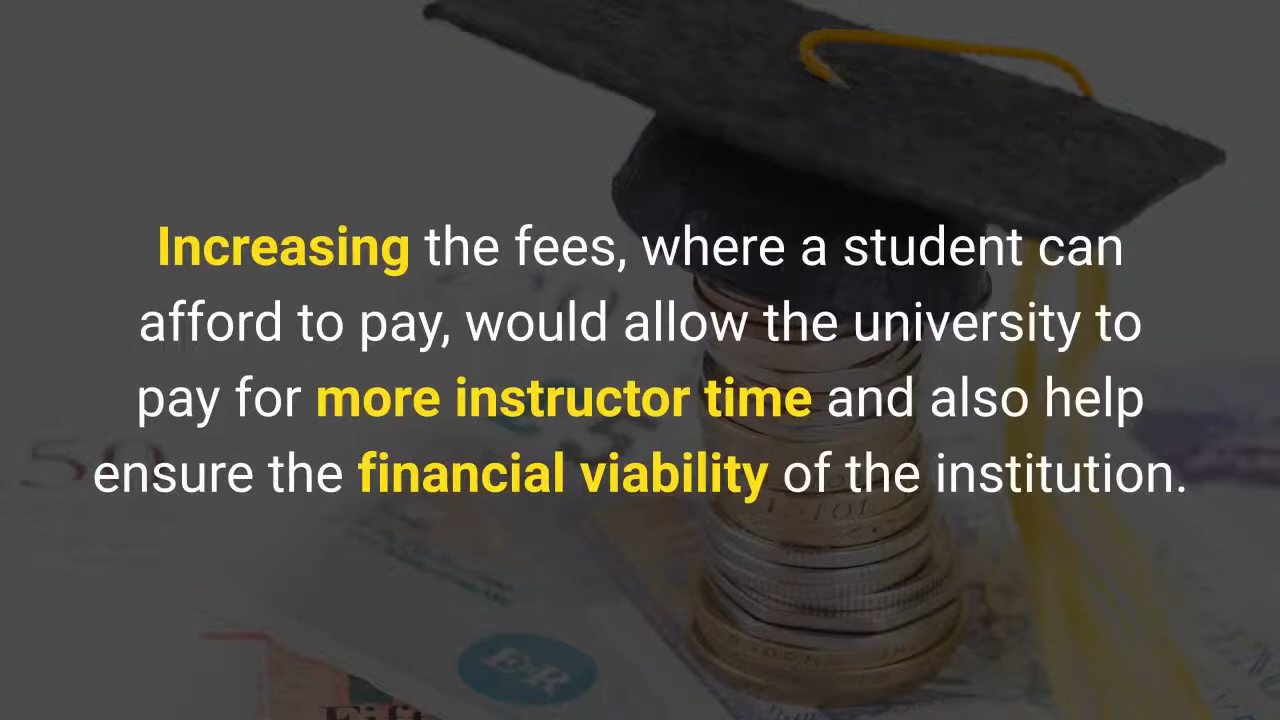 Increasing the fees, where a student can
afford to pay, would allow the university to
pay for more instructor time and also help
ensure the financial viability of the institution.
50
E&R